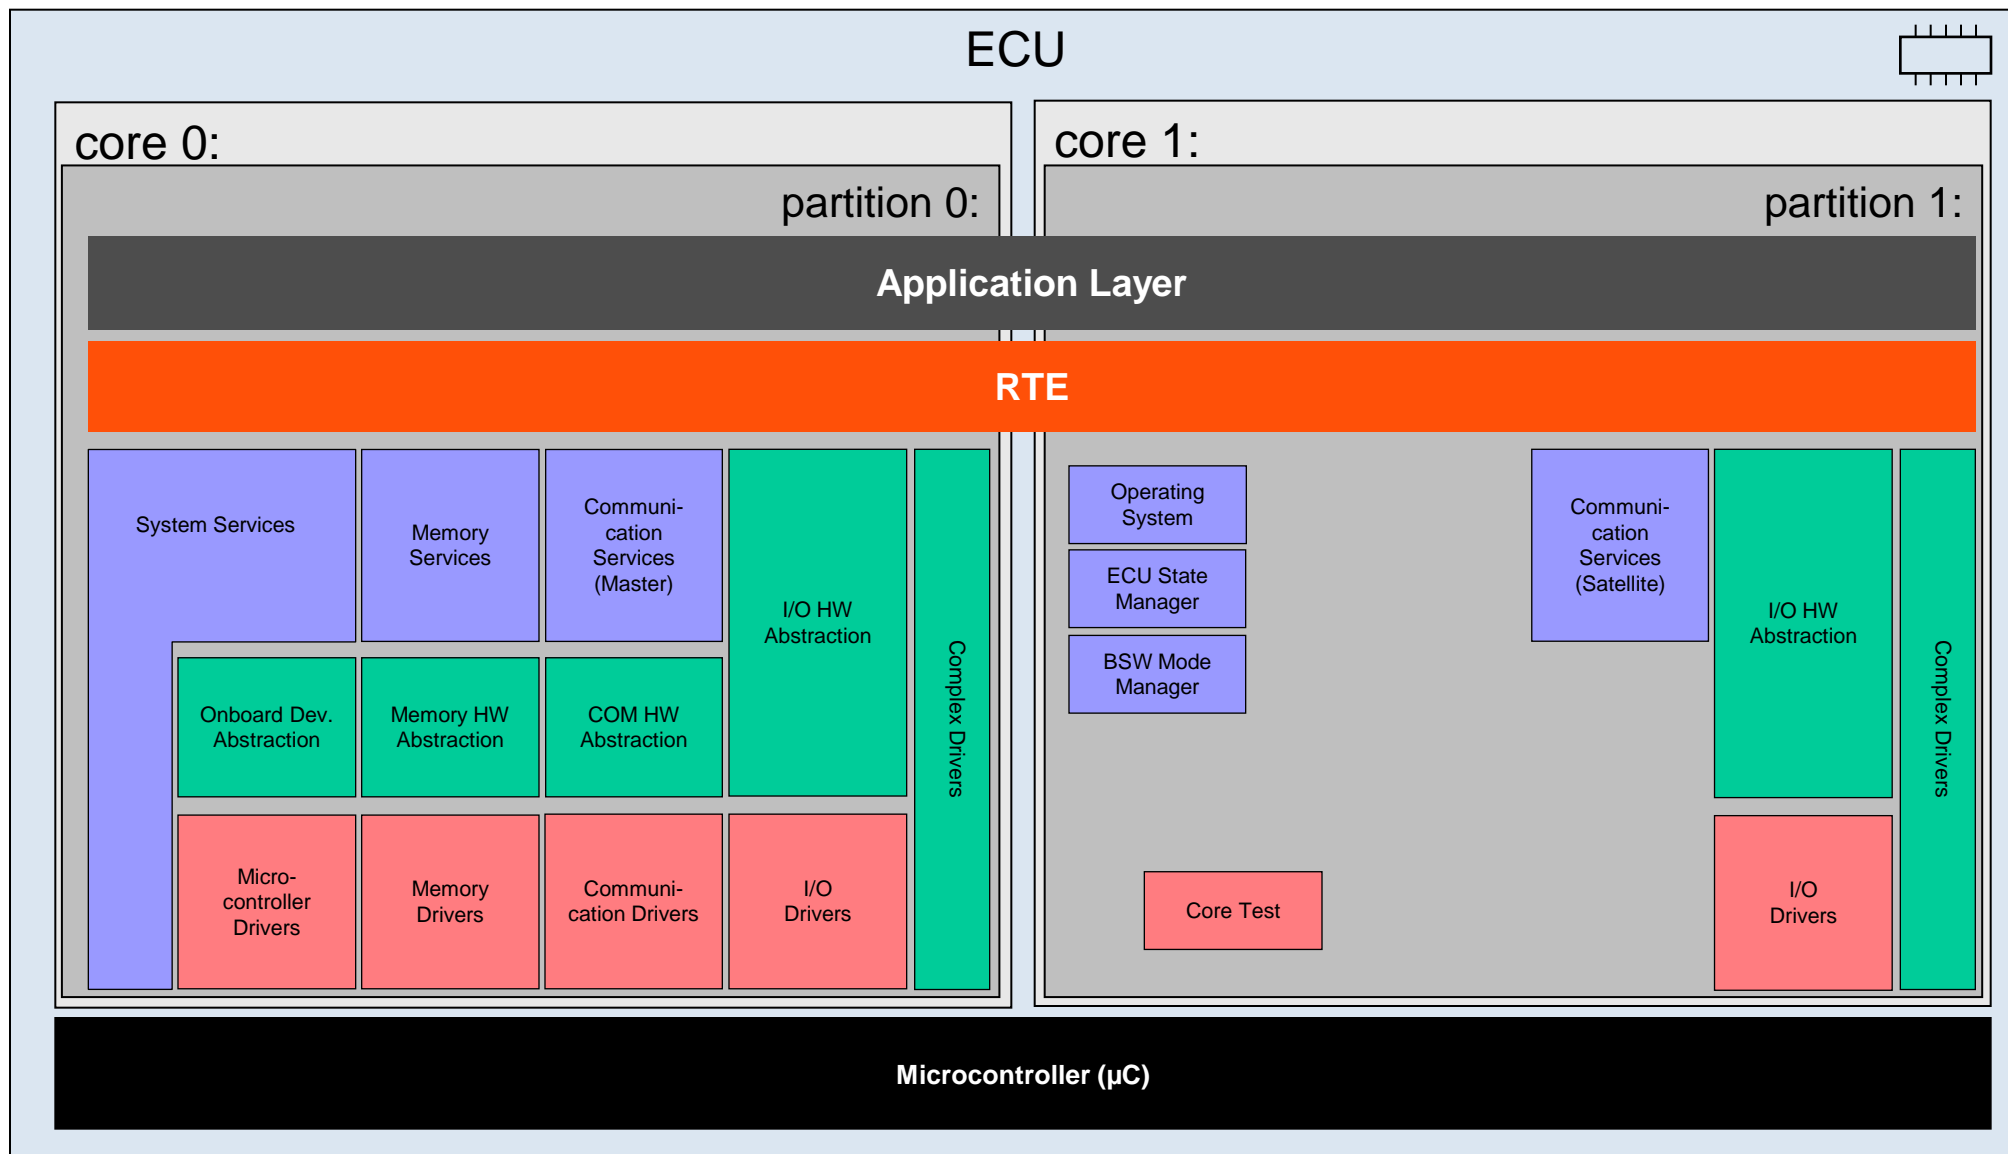 ECU
core 0:
core 1:
partition 0:
partition 1:
Application Layer
RTE
System Services
Memory
Services
Communi-
cation
Services
(Master)
I/O HW
Abstraction
Complex Drivers
Onboard Dev.
Abstraction
Memory HW
Abstraction
COM HW
Abstraction
Micro-
controller
Drivers
Memory
Drivers
Communi-
cation Drivers
I/O
Drivers
Operating
System
ECU State
Manager
BSW Mode
Manager
Communi-
cation
Services
(Satellite)
I/O HW
Abstraction
Complex Drivers
Core Test
I/O
Drivers
Microcontroller (µC)